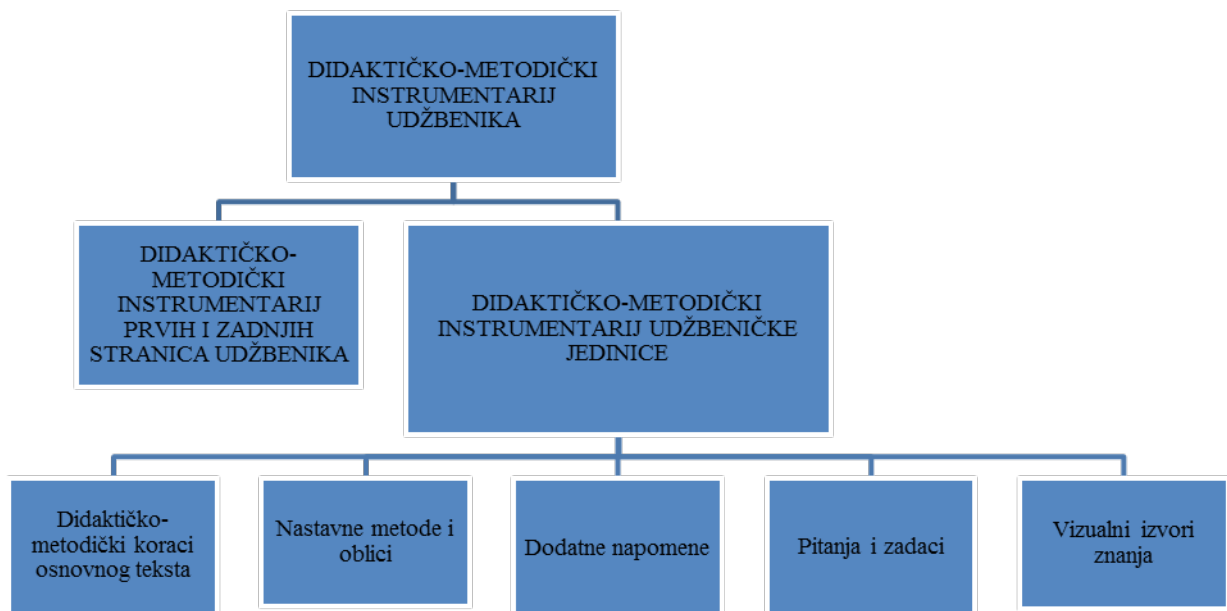 DIDAKTIČKO-METODIČKI
INSTRUMENTARIJ
UDŽBENIKA
DIDAKTIČKO-
METODIČKI
INSTRUMENTARIJ
PRVIH I ZADNJIH
STRANICA UDŽBENIKA
DIDAKTIČKO-METODIČKI
INSTRUMENTARIJ UDŽBENIČKE
JEDINICE
Didaktičko-
metodički koraci
osnovnog teksta
Nastavne metode i
oblici
Dodatne napomene
Pitanja i zadaci
Vizualni izvori
znanja